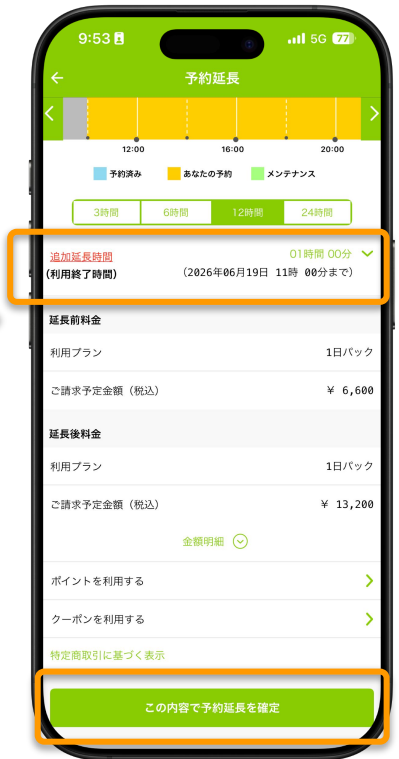 9:53 5G 77
予約延長
12:00 16:00 20:00
予約済み あなたの予約 メンテナンス
3時間 6時間 12時間 24時間
追加延長時間 01時間 00分
(利用終了時間) (2026年06月19日 11時 00分まで)
延長前料金
利用プラン 1日パック
ご請求予定金額（税込） ￥ 6,600
延長後料金
利用プラン 1日パック
ご請求予定金額（税込） ￥ 13,200
金額明細
ポイントを利用する
クーポンを利用する
特定商取引に基づく表示
この内容で予約延長を確定